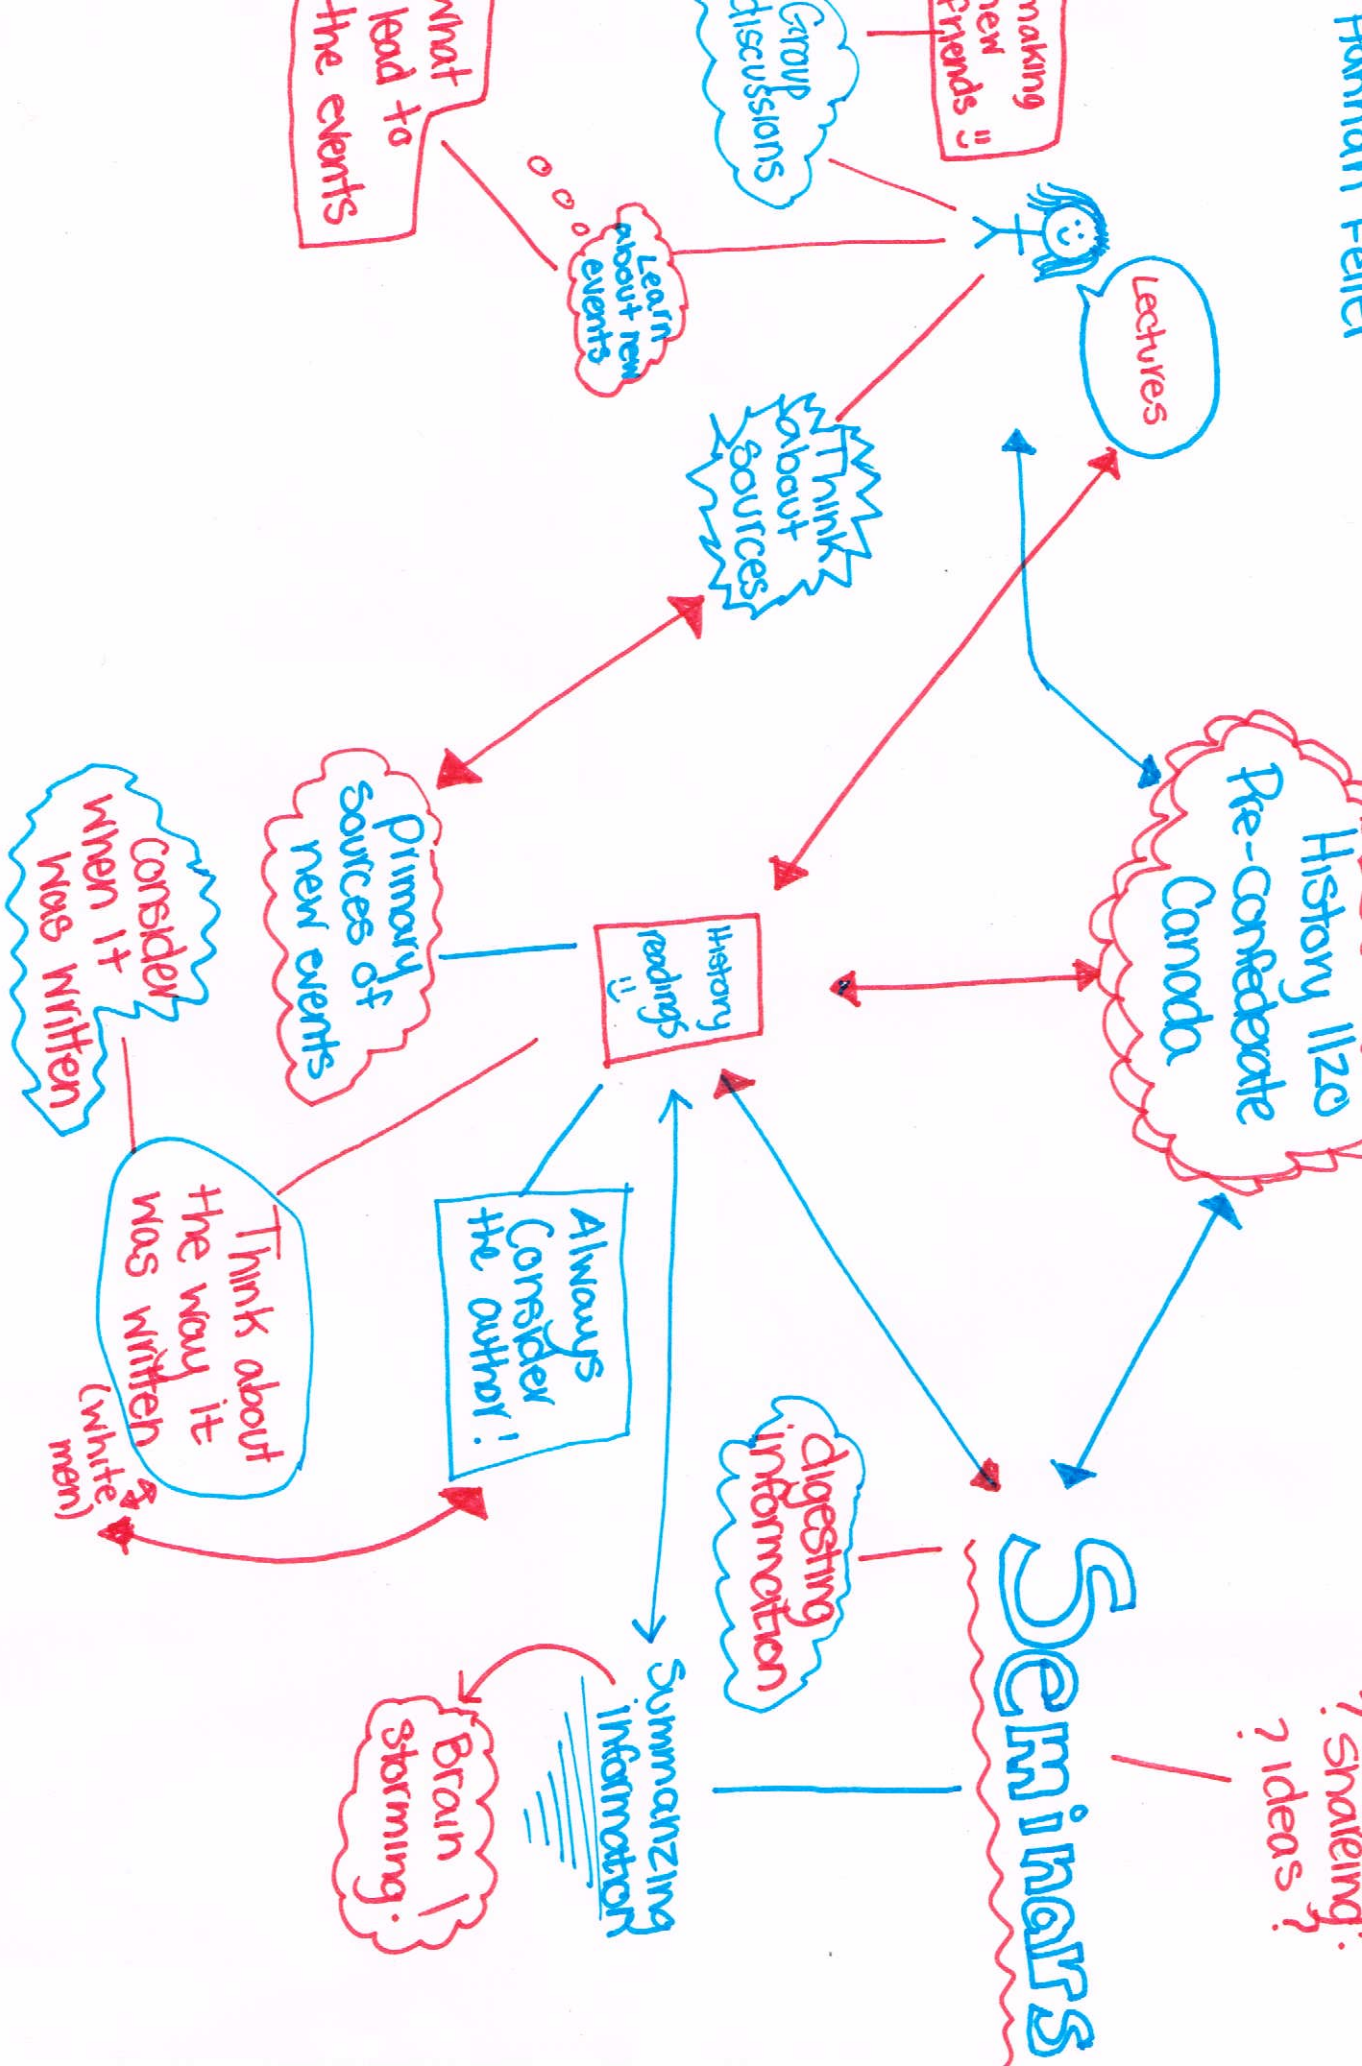 History 1120
Pre-confederate
Canada
Lectures
making
new
friends
Group
discussions
Learn
about new
events
what
lead to
the events
Think
about
sources
History
readings
Primary
sources of
new events
Always
Consider
the author!
Think about
the way it
was written
(white
men)
consider
when it
was written
Seminars
? shareing.
? ideas ?
digesting
information
Summarizing
information
Brain
storming!